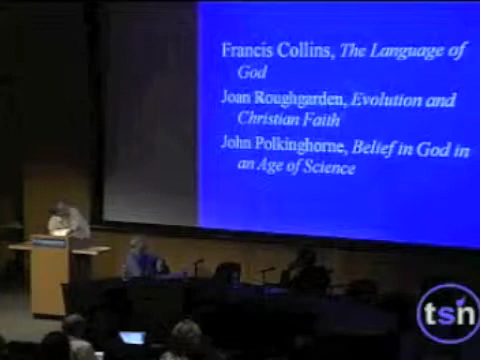 Francis Collins, The Language of
God
Joan Roughgarden, Evolution and
Christian Faith
John Polkinghorne, Belief in God in
an Age of Science
tsn